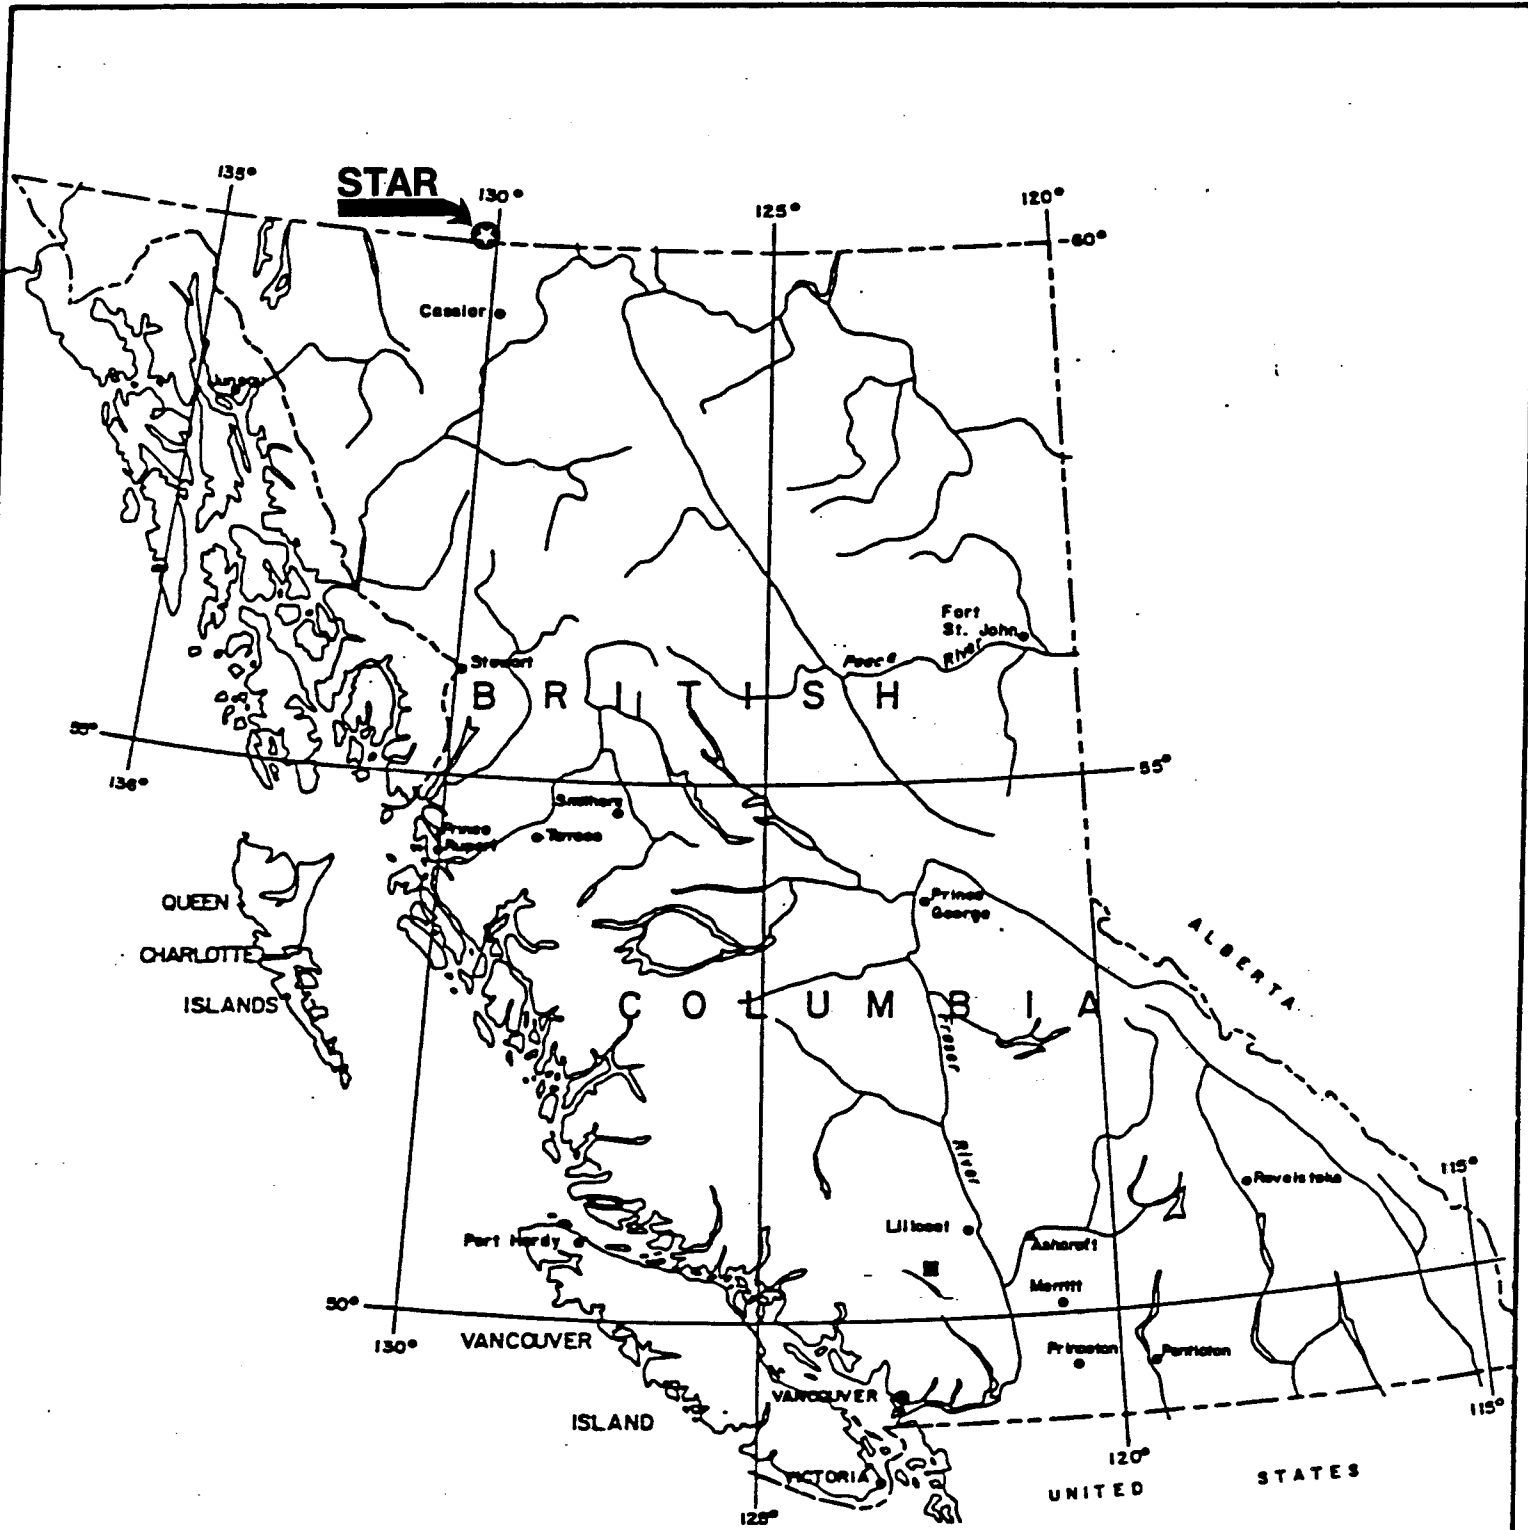 135°
STAR
130°
125°
120°
60°
Cassiar
Juneau
Fort
St. John
Peace
River
Stewart
BRITISH
55°
136°
55°
Smithers
Terrace
Prince
Rupert
QUEEN
CHARLOTTE
ISLANDS
Prince
George
ALBERTA
COLUMBIA
Fraser
River
115°
Revelstoke
Lillooet
Ashcroft
Port Hardy
Merritt
50°
130°
VANCOUVER
ISLAND
Princeton
Penticton
VANCOUVER
VICTORIA
115°
120°
UNITED STATES
125°